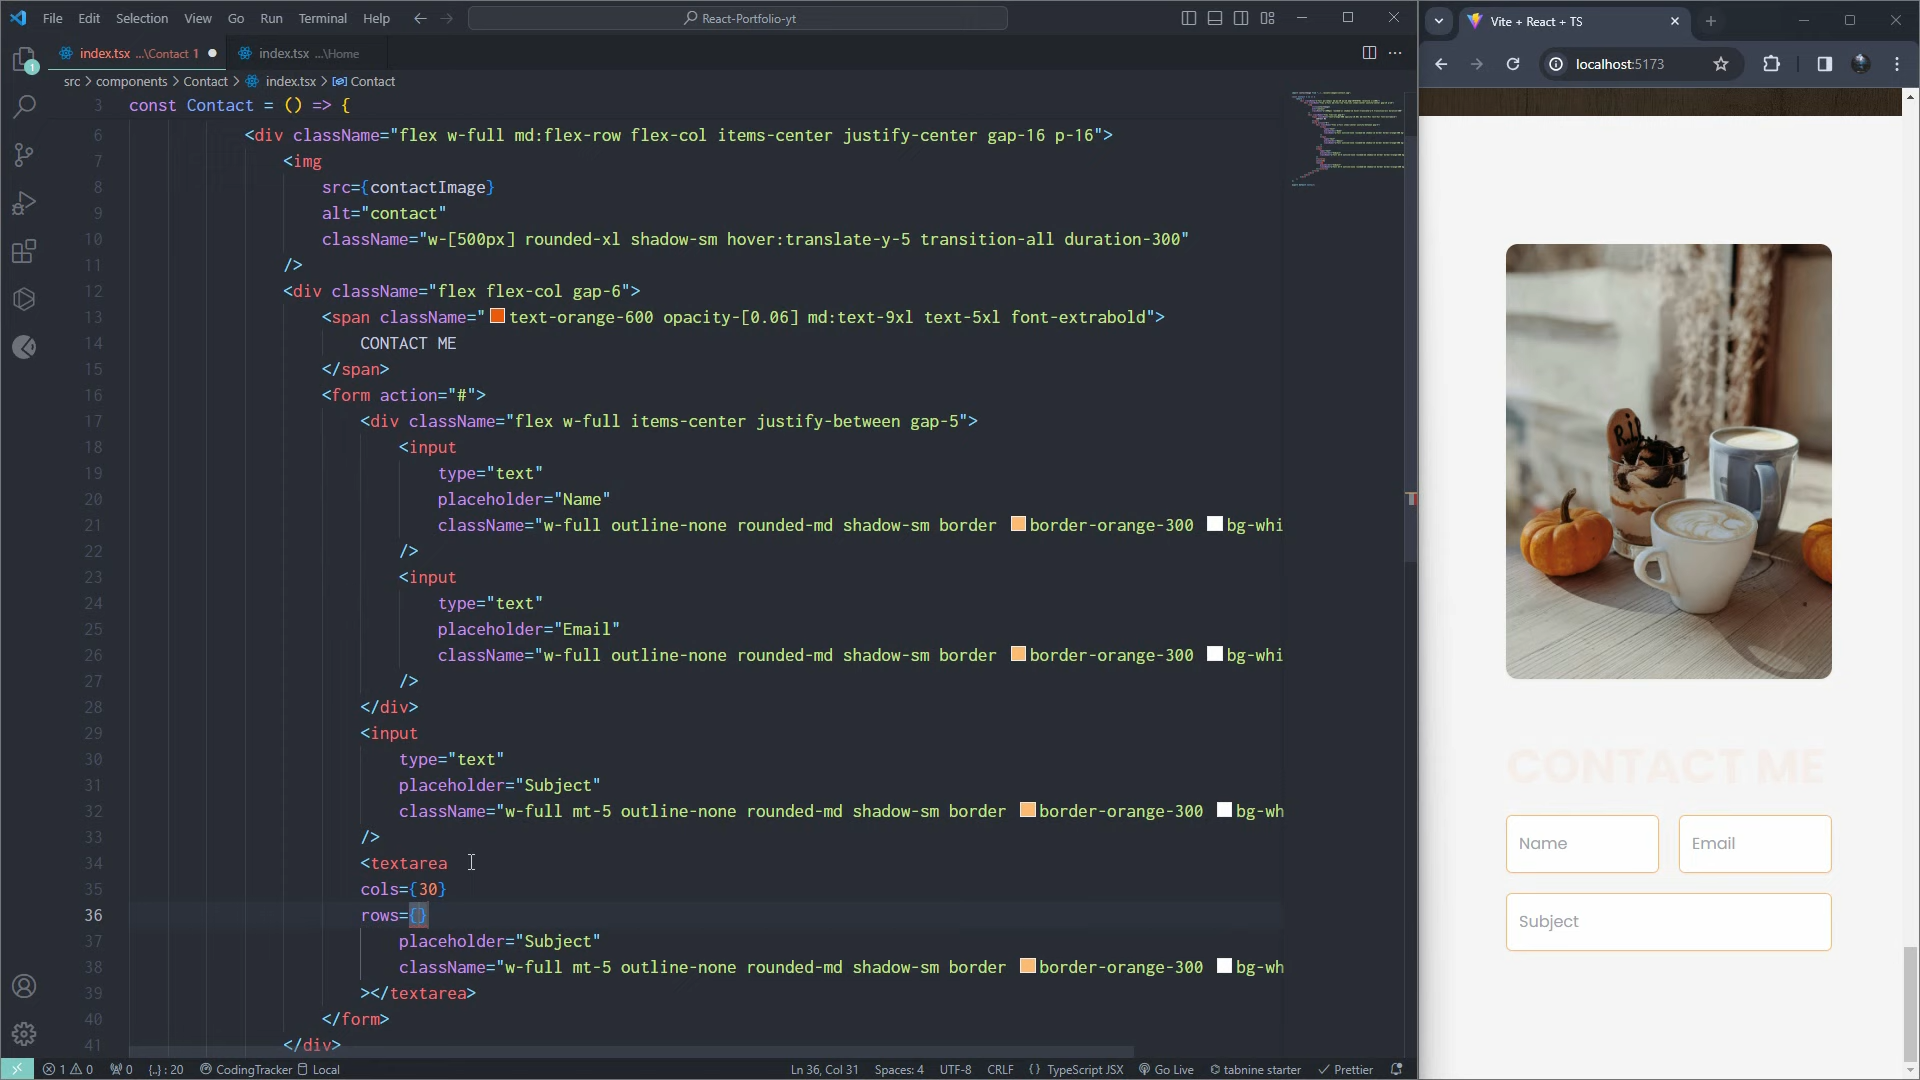 File Edit Selection View Go Run Terminal Help
React-Portfolio-yt
index.tsx ...\Contact 1
index.tsx ...\Home
src > components > Contact > index.tsx > Contact
3 const Contact = () => {
6 <div className="flex w-full md:flex-row flex-col items-center justify-center gap-16 p-16">
7 <img
8 src={contactImage}
9 alt="contact"
10 className="w-[500px] rounded-xl shadow-sm hover:translate-y-5 transition-all duration-300"
11 />
12 <div className="flex flex-col gap-6">
13 <span className="text-orange-600 opacity-[0.06] md:text-9xl text-5xl font-extrabold">
14 CONTACT ME
15 </span>
16 <form action="#">
17 <div className="flex w-full items-center justify-between gap-5">
18 <input
19 type="text"
20 placeholder="Name"
21 className="w-full outline-none rounded-md shadow-sm border border-orange-300 bg-whi
22 />
23 <input
24 type="text"
25 placeholder="Email"
26 className="w-full outline-none rounded-md shadow-sm border border-orange-300 bg-whi
27 />
28 </div>
29 <input
30 type="text"
31 placeholder="Subject"
32 className="w-full mt-5 outline-none rounded-md shadow-sm border border-orange-300 bg-wh
33 />
34 <textarea
35 cols={30}
36 rows={}
37 placeholder="Subject"
38 className="w-full mt-5 outline-none rounded-md shadow-sm border border-orange-300 bg-wh
39 ></textarea>
40 </form>
41 </div>
1
1 0 0 {..} : 20 CodingTracker Local
Ln 36, Col 31 Spaces: 4 UTF-8 CRLF {} TypeScript JSX Go Live tabnine starter Prettier
Vite + React + TS
localhost:5173
CONTACT ME
Name Email
Subject